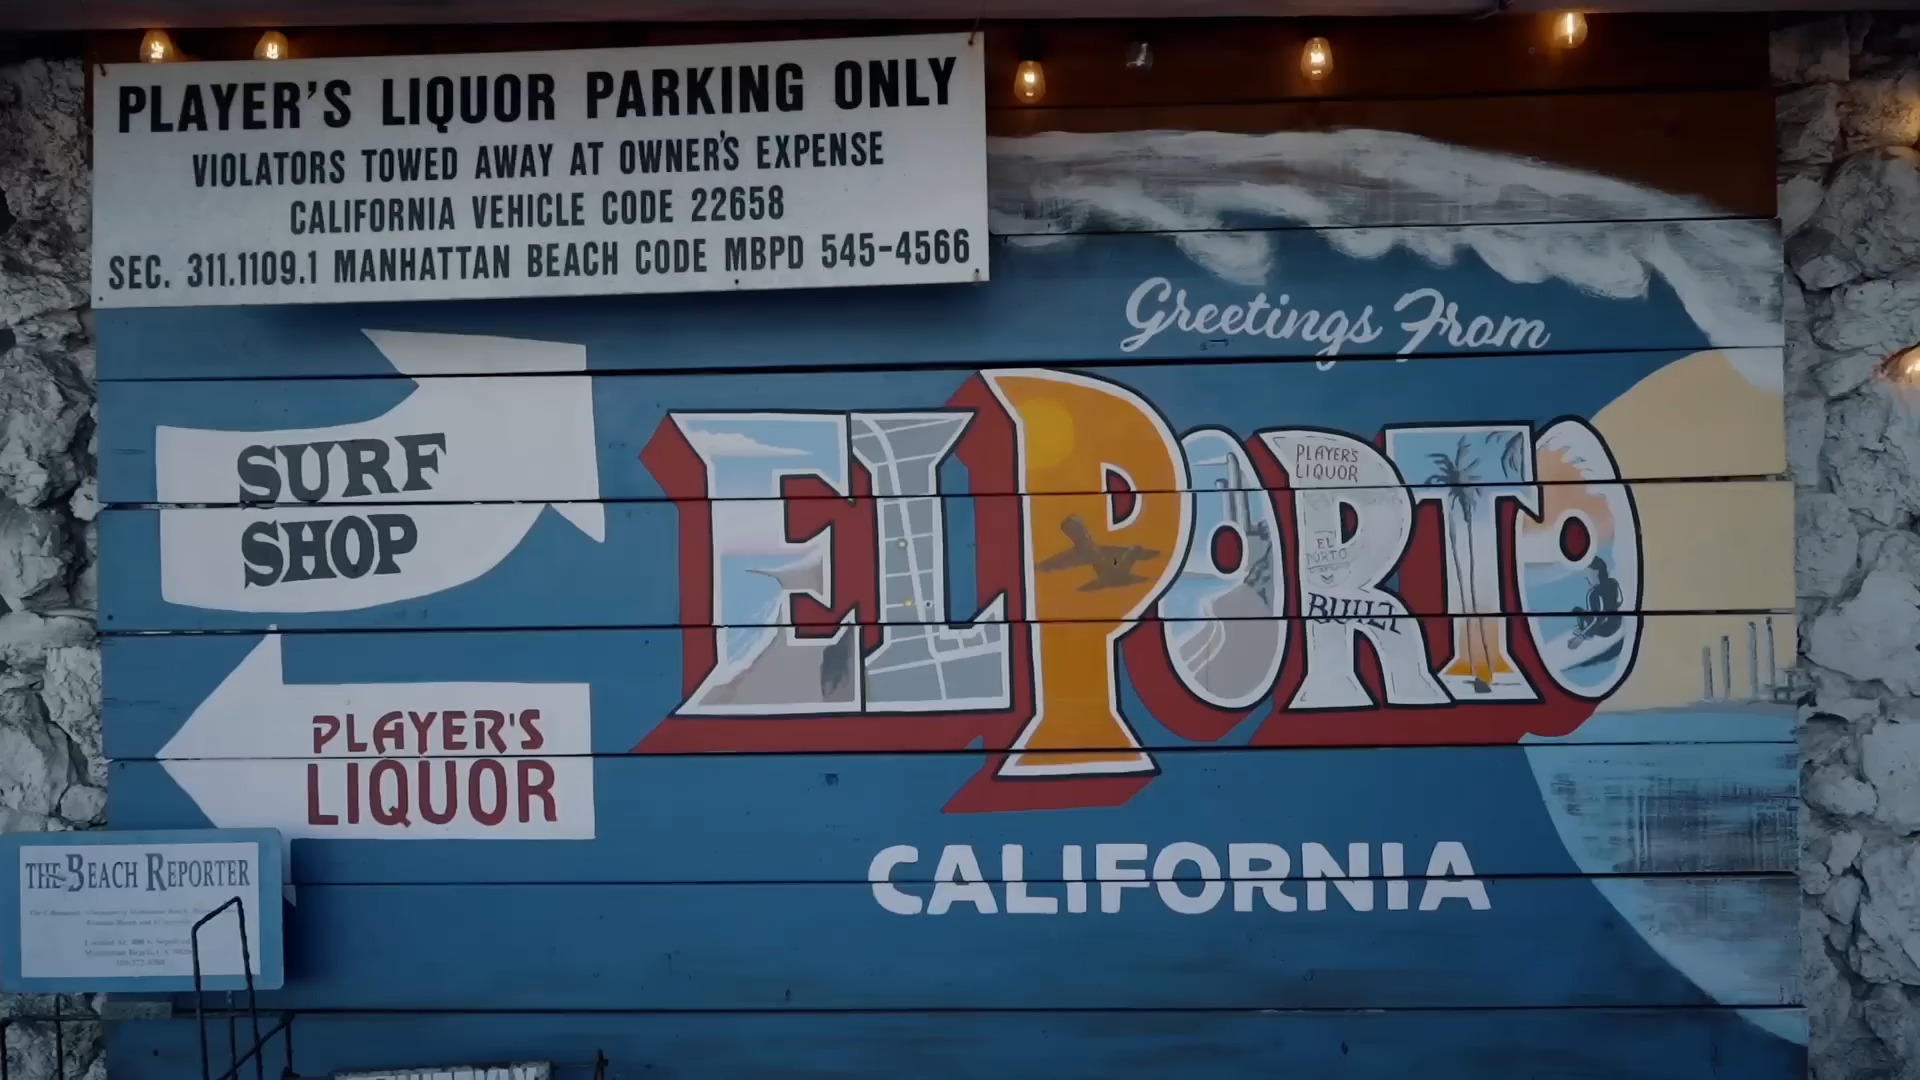 PLAYER'S LIQUOR PARKING ONLY
VIOLATORS TOWED AWAY AT OWNER'S EXPENSE
CALIFORNIA VEHICLE CODE 22658
SEC. 311.1109.1 MANHATTAN BEACH CODE MBPD 545-4566
Greetings From
SURF
SHOP
EL PORTO
PLAYER'S
LIQUOR
EL
PORTO
BUILT
PLAYER'S
LIQUOR
CALIFORNIA
THE BEACH REPORTER